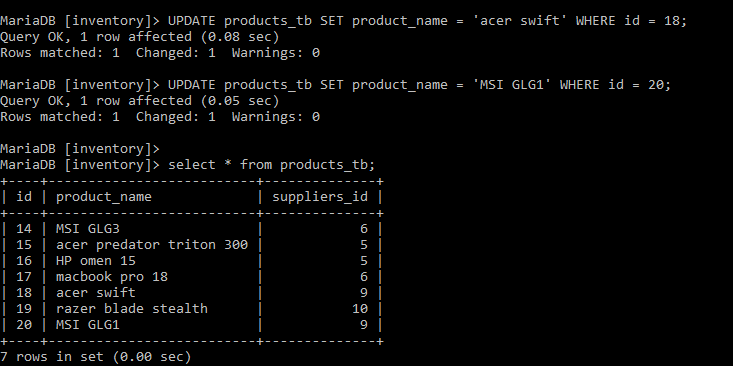 MariaDB [inventory]> UPDATE products_tb SET product_name = 'acer swift' WHERE id = 18;
Query OK, 1 row affected (0.08 sec)
Rows matched: 1  Changed: 1  Warnings: 0
MariaDB [inventory]> UPDATE products_tb SET product_name = 'MSI GLG1' WHERE id = 20;
Query OK, 1 row affected (0.05 sec)
Rows matched: 1  Changed: 1  Warnings: 0
MariaDB [inventory]>
MariaDB [inventory]> select * from products_tb;
+----+--------------------------+--------------+
| id | product_name             | suppliers_id |
+----+--------------------------+--------------+
| 14 | MSI GLG3                 |            6 |
| 15 | acer predator triton 300 |            5 |
| 16 | HP omen 15               |            5 |
| 17 | macbook pro 18           |            6 |
| 18 | acer swift               |            9 |
| 19 | razer blade stealth      |           10 |
| 20 | MSI GLG1                 |            9 |
+----+--------------------------+--------------+
7 rows in set (0.00 sec)